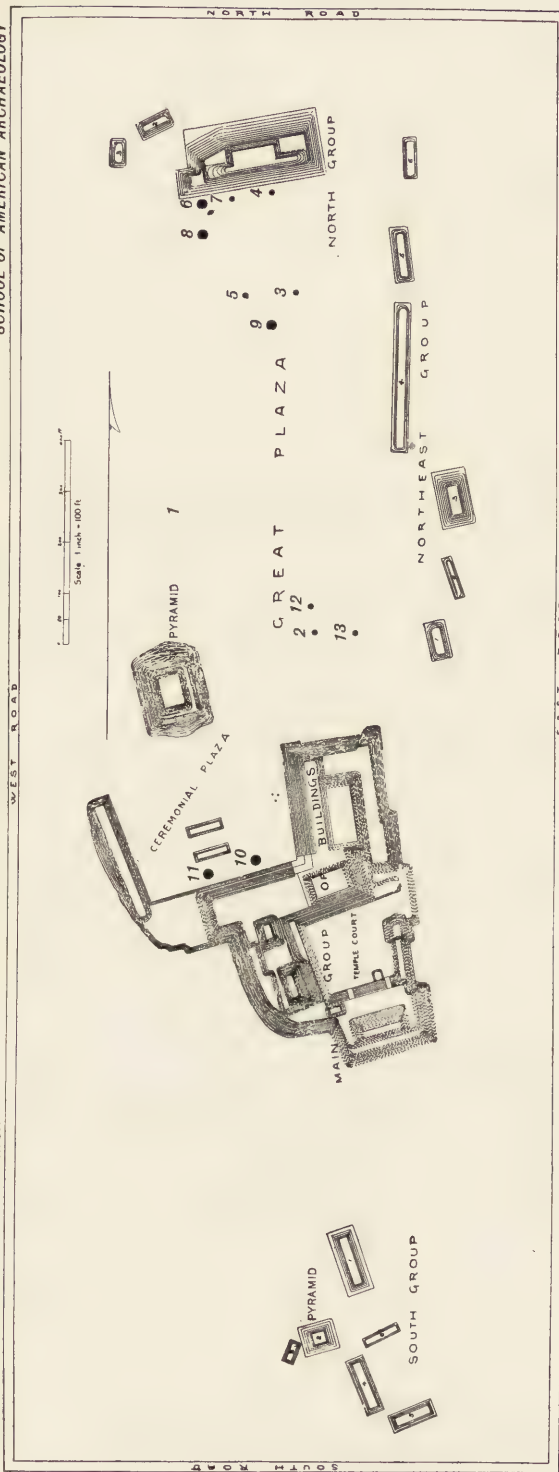 SCHOOL OF AMERICAN ARCHAEOLOGY
WEST ROAD
NORTH ROAD
SOUTH ROAD
Scale 1 inch = 100 ft
PYRAMID
CEREMONIAL PLAZA
GREAT PLAZA
NORTH GROUP
NORTHEAST GROUP
MAIN GROUP OF BUILDINGS
TEMPLE COURT
PYRAMID
SOUTH GROUP
1
2
3
4
5
6
7
8
9
10
11
12
13